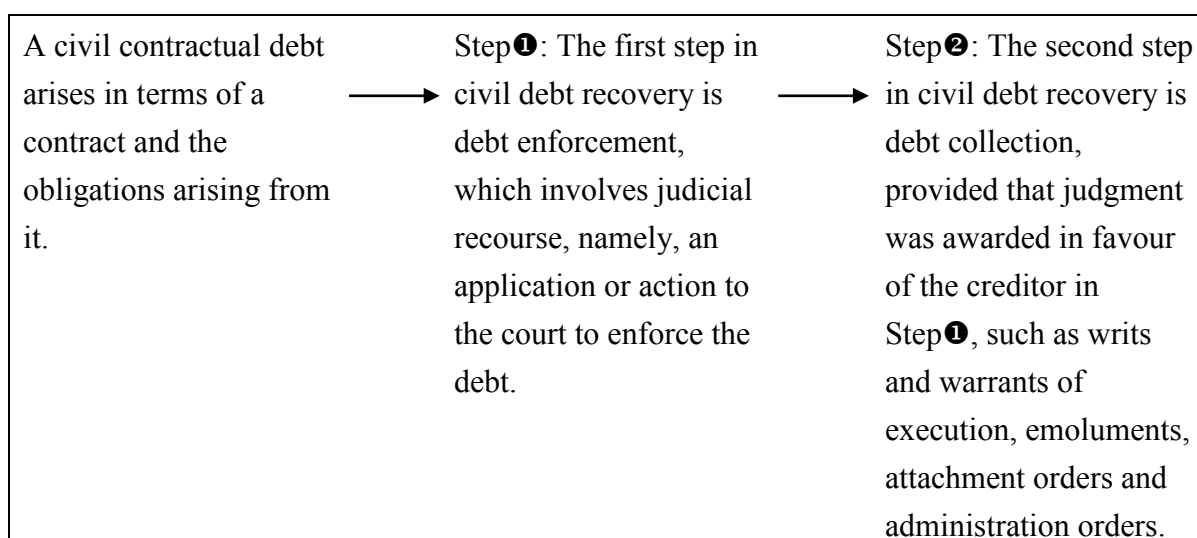 A civil contractual debt
arises in terms of a
contract and the
obligations arising from
it.
Step❶: The first step in
civil debt recovery is
debt enforcement,
which involves judicial
recourse, namely, an
application or action to
the court to enforce the
debt.
Step❷: The second step
in civil debt recovery is
debt collection,
provided that judgment
was awarded in favour
of the creditor in
Step❶, such as writs
and warrants of
execution, emoluments,
attachment orders and
administration orders.